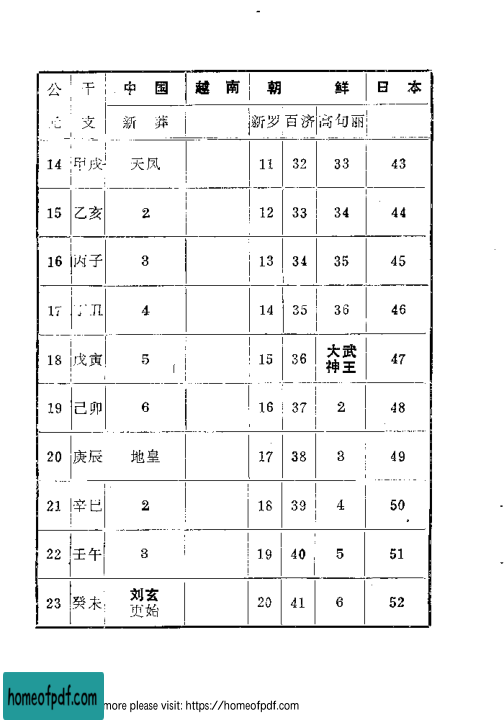 公 干 中 国 越 南 朝 鲜 日 本
元 支 新 莽 新罗 百济 高句丽
14 甲戌 天凤 11 32 33 43
15 乙亥 2 12 33 34 44
16 丙子 3 13 34 35 45
17 丁丑 4 14 35 36 46
18 戊寅 5 15 36 大武神王 47
19 己卯 6 16 37 2 48
20 庚辰 地皇 17 38 3 49
21 辛巳 2 18 39 4 50
22 壬午 3 19 40 5 51
23 癸未 刘玄 更始 20 41 6 52
homeofpdf.com
more please visit: https://homeofpdf.com